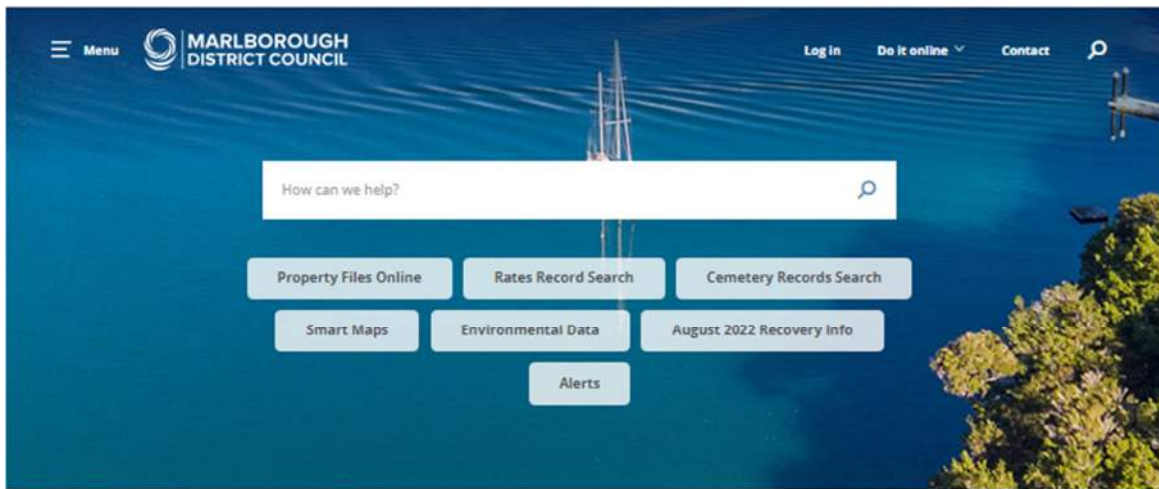 Menu
MARLBOROUGH
DISTRICT COUNCIL
Log in
Do it online
Contact
How can we help?
Property Files Online
Rates Record Search
Cemetery Records Search
Smart Maps
Environmental Data
August 2022 Recovery Info
Alerts